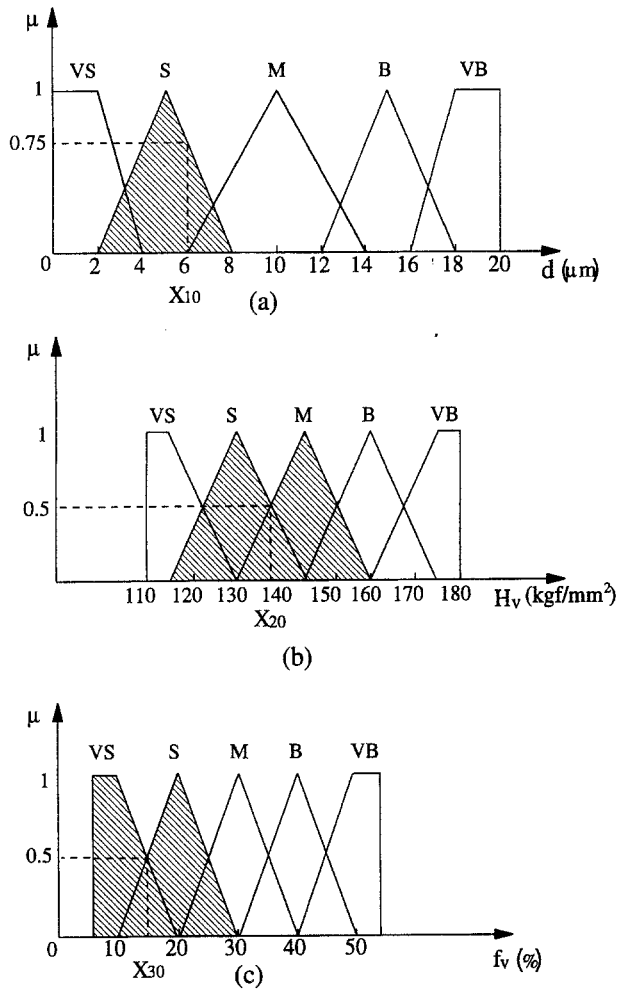 μ
VS S M B VB
1
0.75
0 2 4 6 8 10 12 14 16 18 20 d (μm)
X10
(a)
μ
VS S M B VB
1
0.5
110 120 130 140 150 160 170 180 Hv (kgf/mm²)
X20
(b)
μ
VS S M B VB
1
0.5
0 10 20 30 40 50 fv (%)
X30
(c)